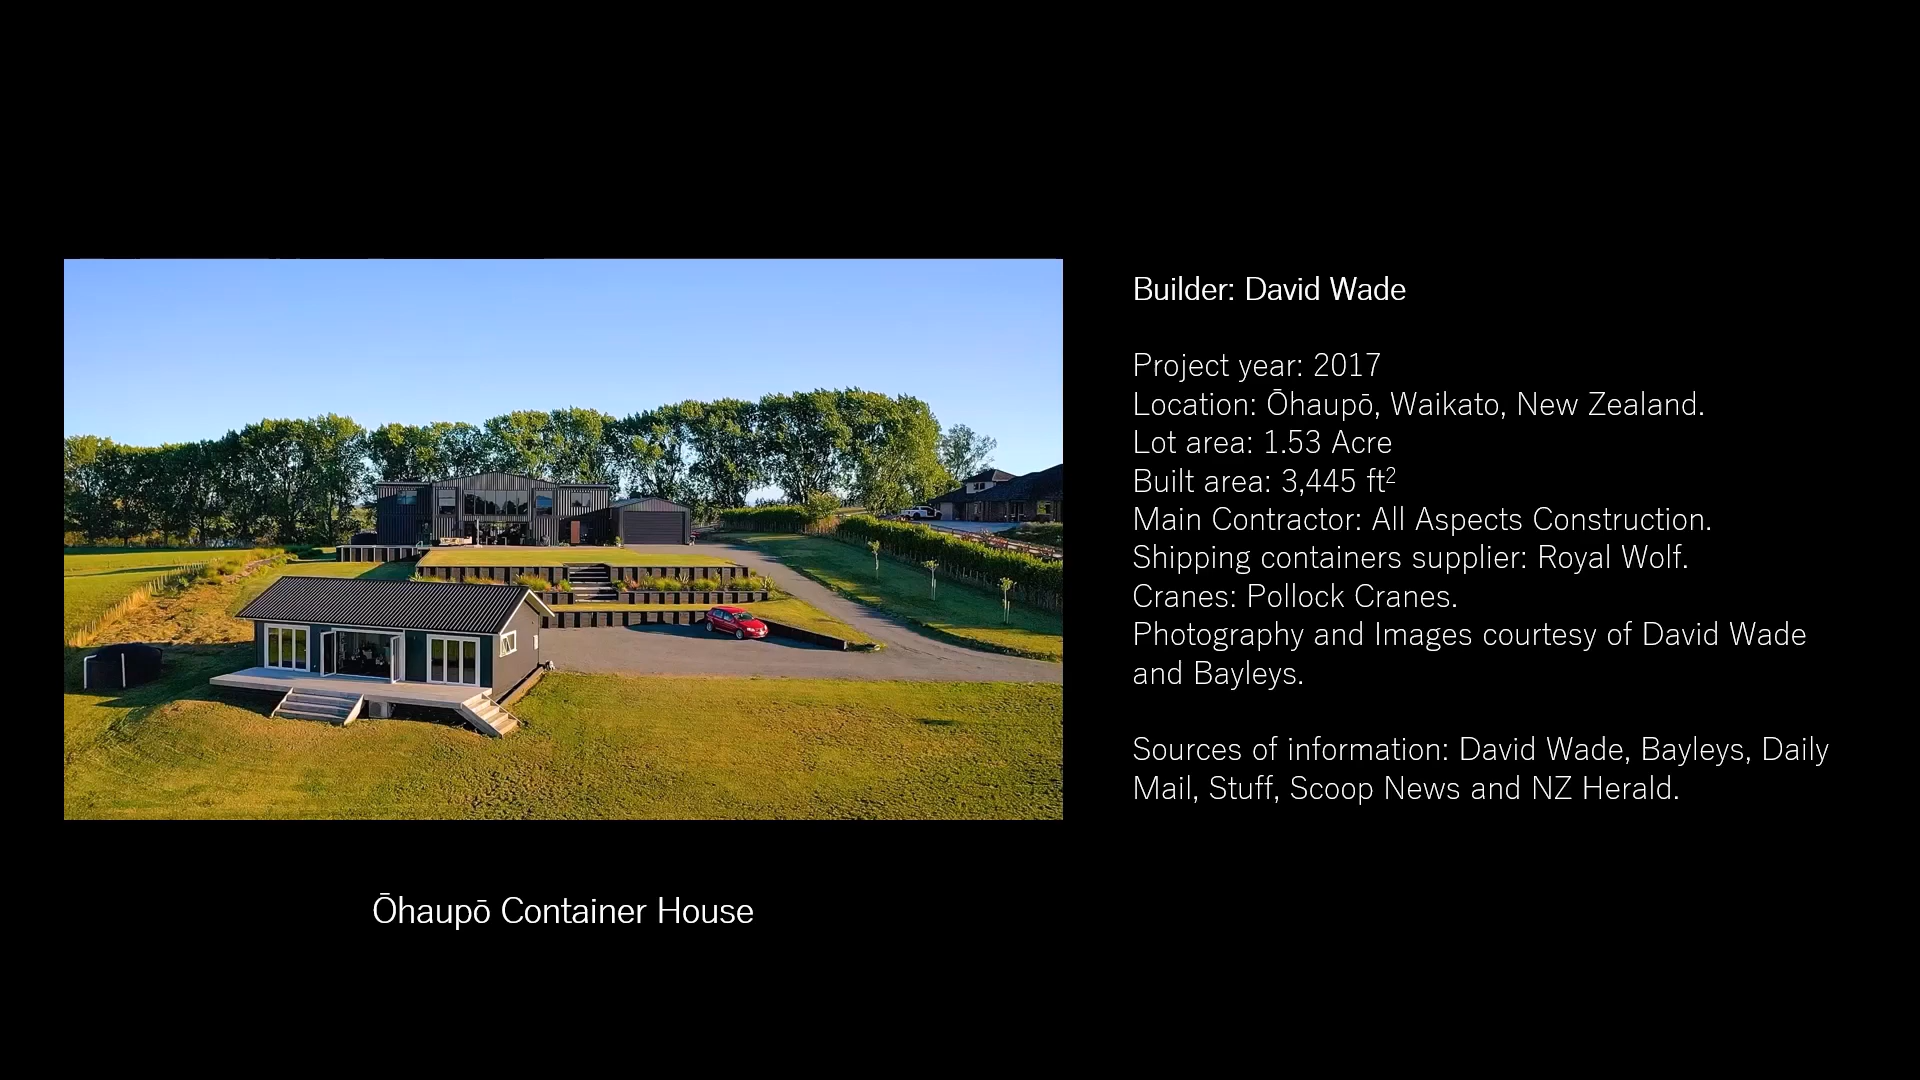 Builder: David Wade
Project year: 2017
Location: Ōhaupō, Waikato, New Zealand.
Lot area: 1.53 Acre
Built area: 3,445 ft²
Main Contractor: All Aspects Construction.
Shipping containers supplier: Royal Wolf.
Cranes: Pollock Cranes.
Photography and Images courtesy of David Wade
and Bayleys.
Sources of information: David Wade, Bayleys, Daily
Mail, Stuff, Scoop News and NZ Herald.
Ōhaupō Container House